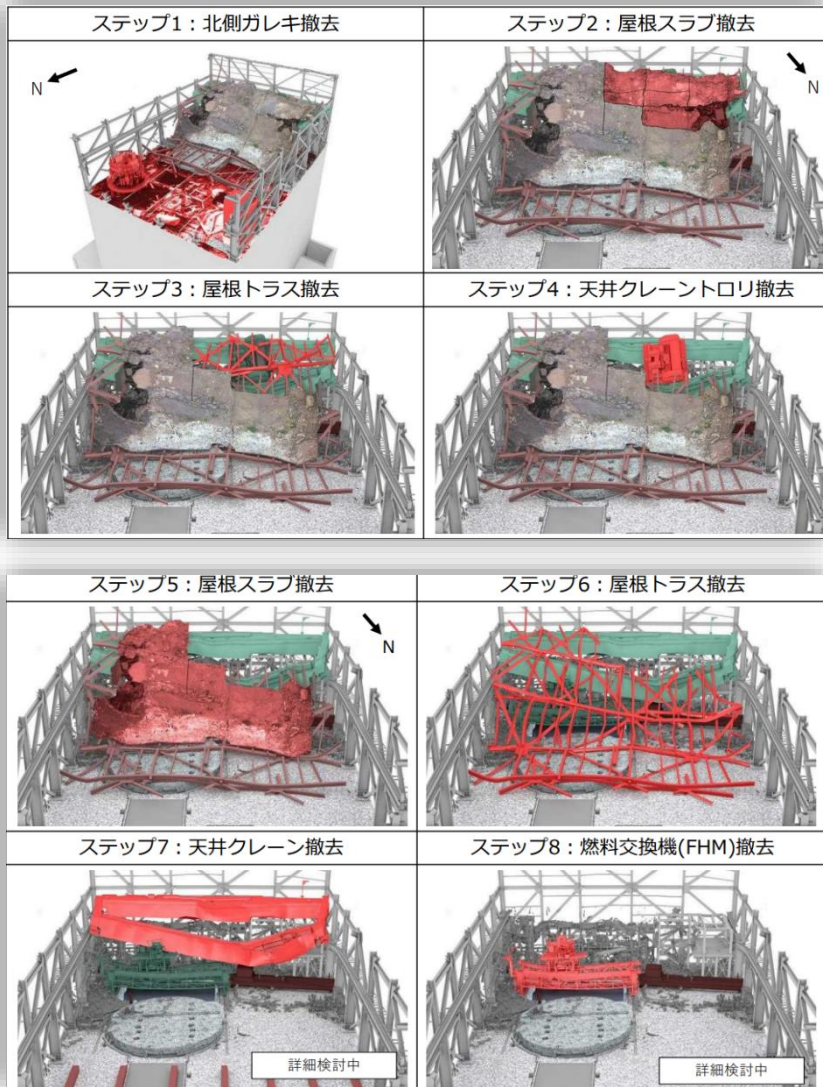 ステップ1：北側ガレキ撤去
ステップ2：屋根スラブ撤去
N
N
ステップ3：屋根トラス撤去
ステップ4：天井クレーントロリ撤去
ステップ5：屋根スラブ撤去
ステップ6：屋根トラス撤去
N
ステップ7：天井クレーン撤去
ステップ8：燃料交換機(FHM)撤去
詳細検討中
詳細検討中